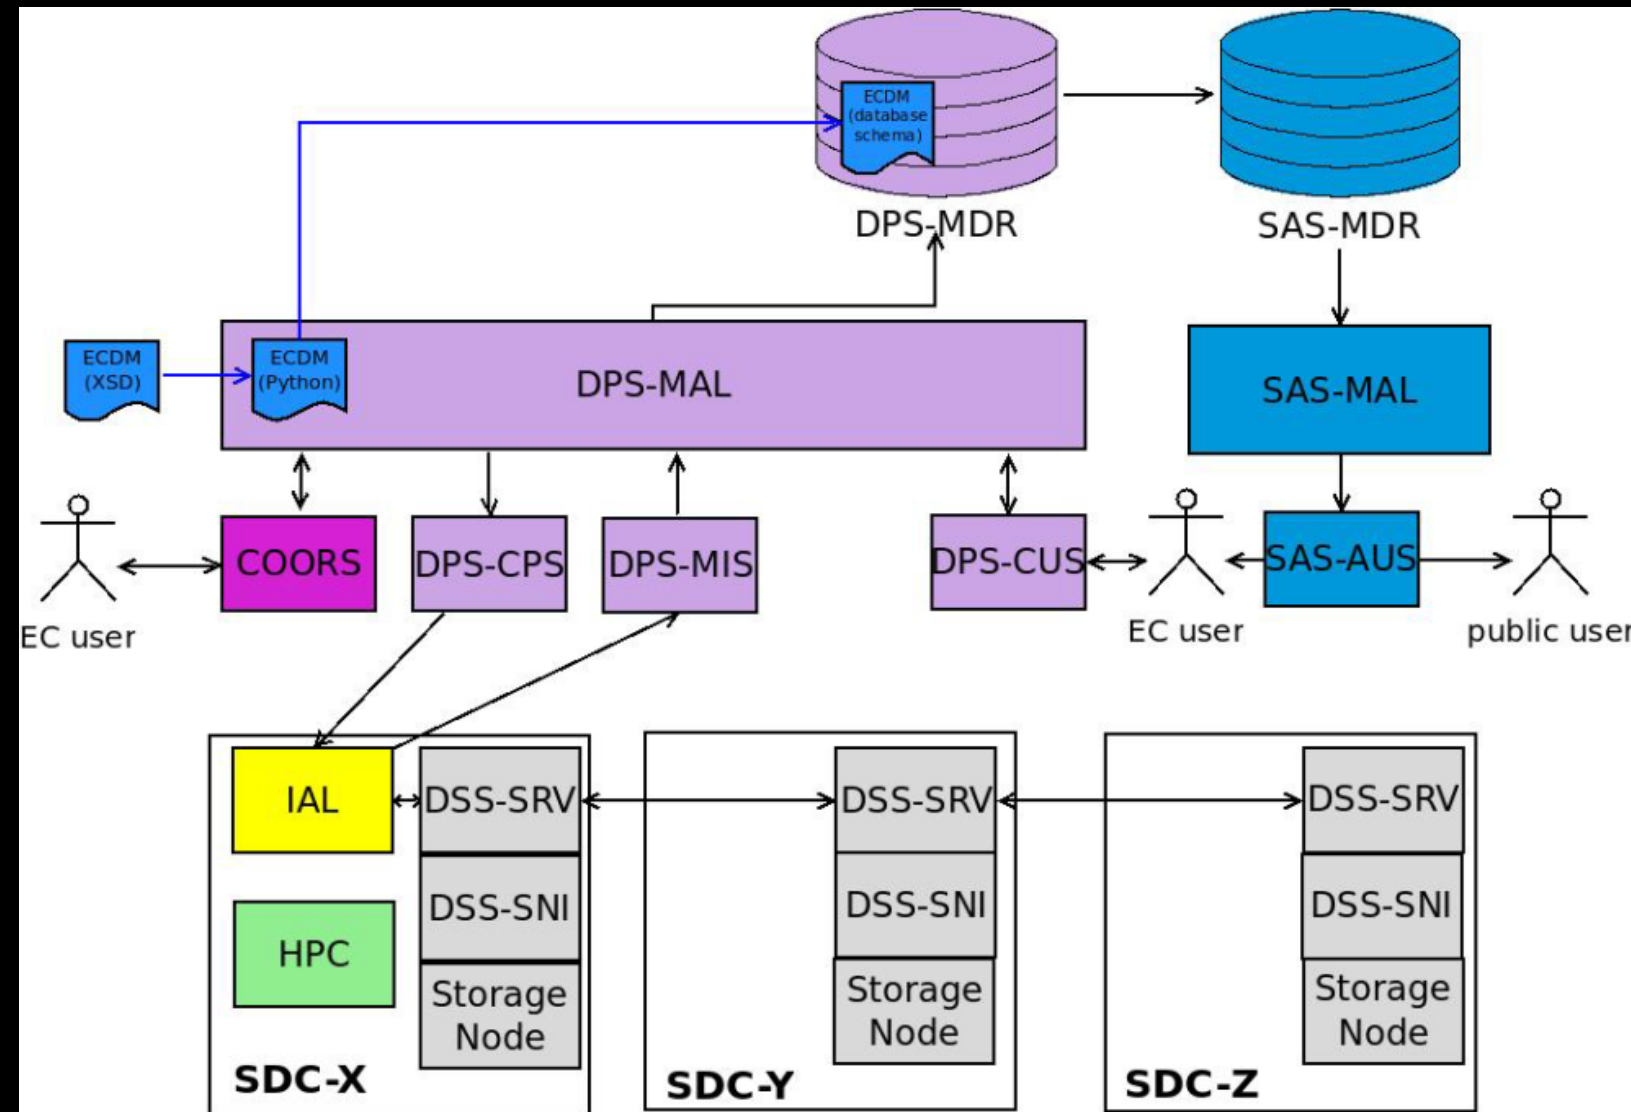 ECDM
(database
schema)
DPS-MDR
SAS-MDR
ECDM
(XSD)
ECDM
(Python)
DPS-MAL
SAS-MAL
COORS
DPS-CPS
DPS-MIS
DPS-CUS
SAS-AUS
EC user
EC user
public user
IAL
DSS-SRV
DSS-SRV
DSS-SRV
HPC
DSS-SNI
DSS-SNI
DSS-SNI
Storage
Node
Storage
Node
Storage
Node
SDC-X
SDC-Y
SDC-Z